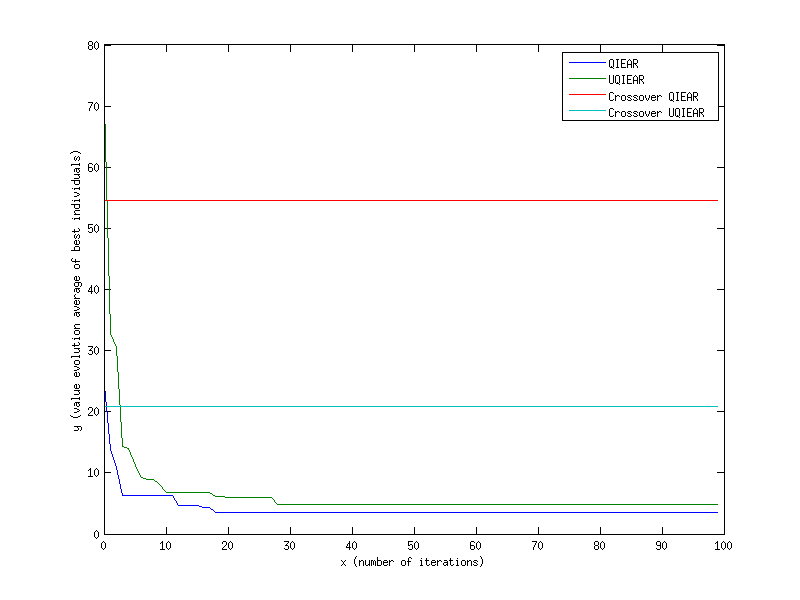 80
70
60
50
40
30
20
10
0
0 10 20 30 40 50 60 70 80 90 100
x (number of iterations)
y (value evolution average of best individuals)
QIEAR
UQIEAR
Crossover QIEAR
Crossover UQIEAR